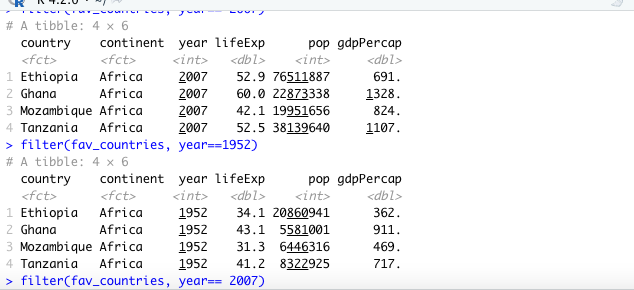 R 4.2.0 · ~/
> filter(fav_countries, year== 2007)
# A tibble: 4 × 6
country continent year lifeExp pop gdpPercap
<fct> <fct> <int> <dbl> <int> <dbl>
1 Ethiopia Africa 2007 52.9 76511887 691.
2 Ghana Africa 2007 60.0 22873338 1328.
3 Mozambique Africa 2007 42.1 19951656 824.
4 Tanzania Africa 2007 52.5 38139640 1107.
> filter(fav_countries, year==1952)
# A tibble: 4 × 6
country continent year lifeExp pop gdpPercap
<fct> <fct> <int> <dbl> <int> <dbl>
1 Ethiopia Africa 1952 34.1 20860941 362.
2 Ghana Africa 1952 43.1 5581001 911.
3 Mozambique Africa 1952 31.3 6446316 469.
4 Tanzania Africa 1952 41.2 8322925 717.
> filter(fav_countries, year== 2007)